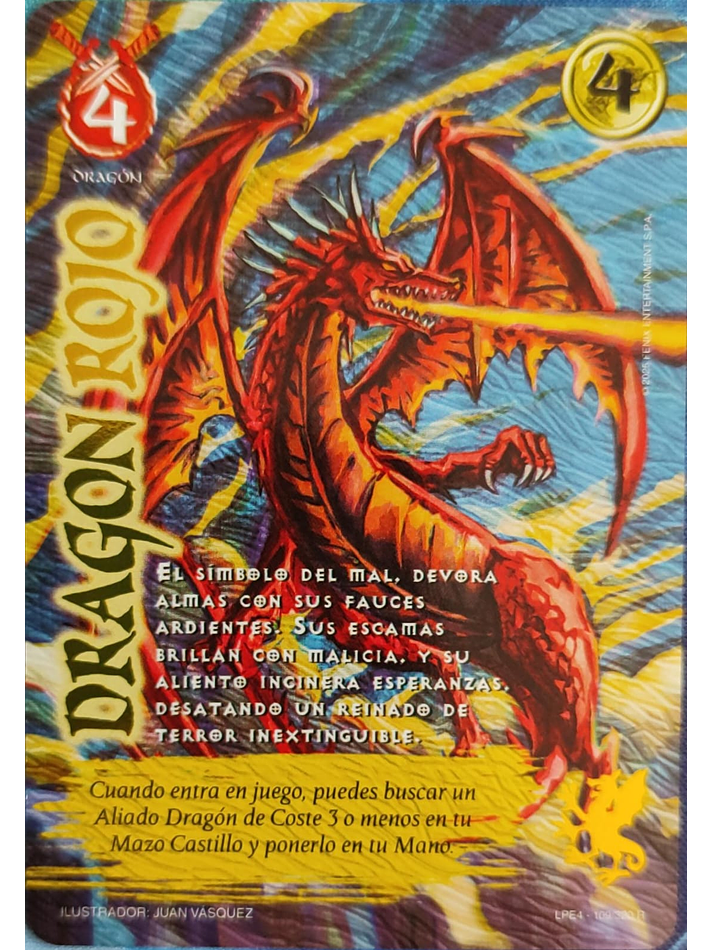 4
4
DRAGÓN
DRAGÓN ROJO
© 2025 FENIX ENTERTAINMENT S.P.A.
EL SÍMBOLO DEL MAL, DEVORA
ALMAS CON SUS FAUCES
ARDIENTES. SUS ESCAMAS
BRILLAN CON MALICIA, Y SU
ALIENTO INCINERA ESPERANZAS,
DESATANDO UN REINADO DE
TERROR INEXTINGUIBLE.
Cuando entra en juego, puedes buscar un
Aliado Dragón de Coste 3 o menos en tu
Mazo Castillo y ponerlo en tu Mano.
ILUSTRADOR: JUAN VÁSQUEZ
LPE4 - 109/380 R